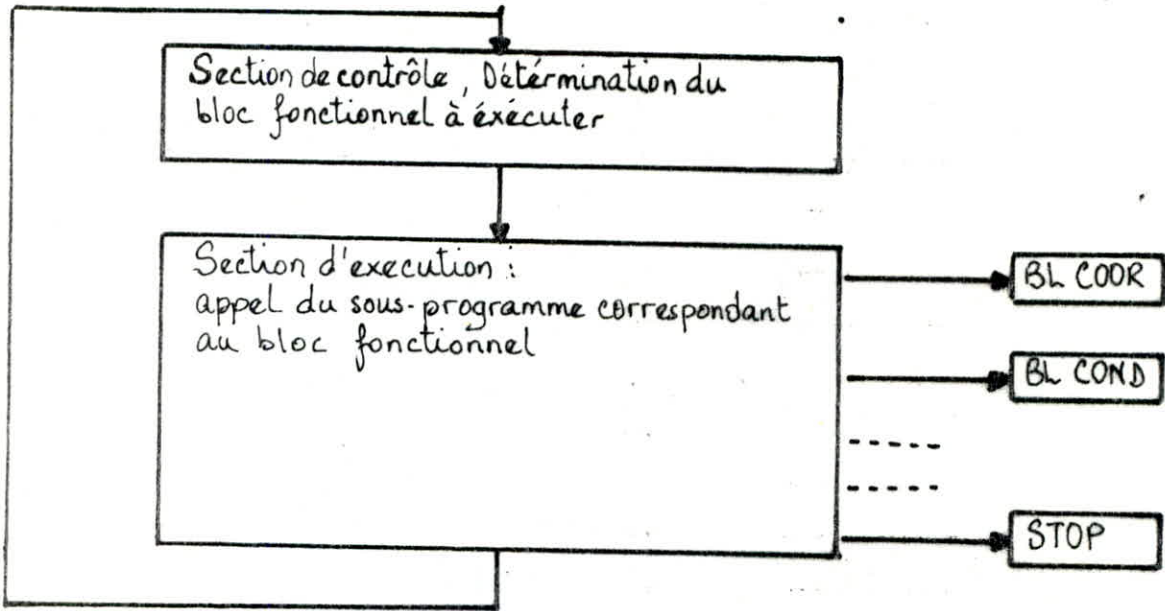 Section de contrôle, Détérmination du
bloc fonctionnel à éxécuter
Section d'execution :
appel du sous-programme correspondant
au bloc fonctionnel
BL COOR
BL COND
STOP